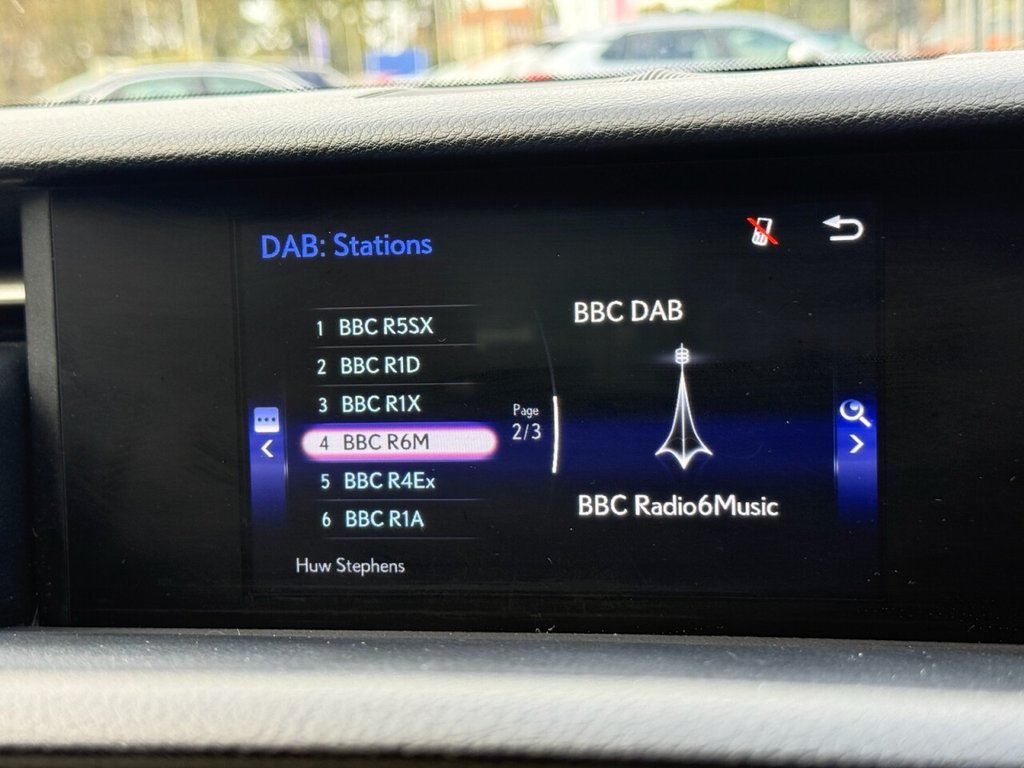 DAB: Stations
1 BBC R5SX
2 BBC R1D
3 BBC R1X
4 BBC R6M
5 BBC R4Ex
6 BBC R1A
Huw Stephens
Page
2/3
BBC DAB
BBC Radio6Music